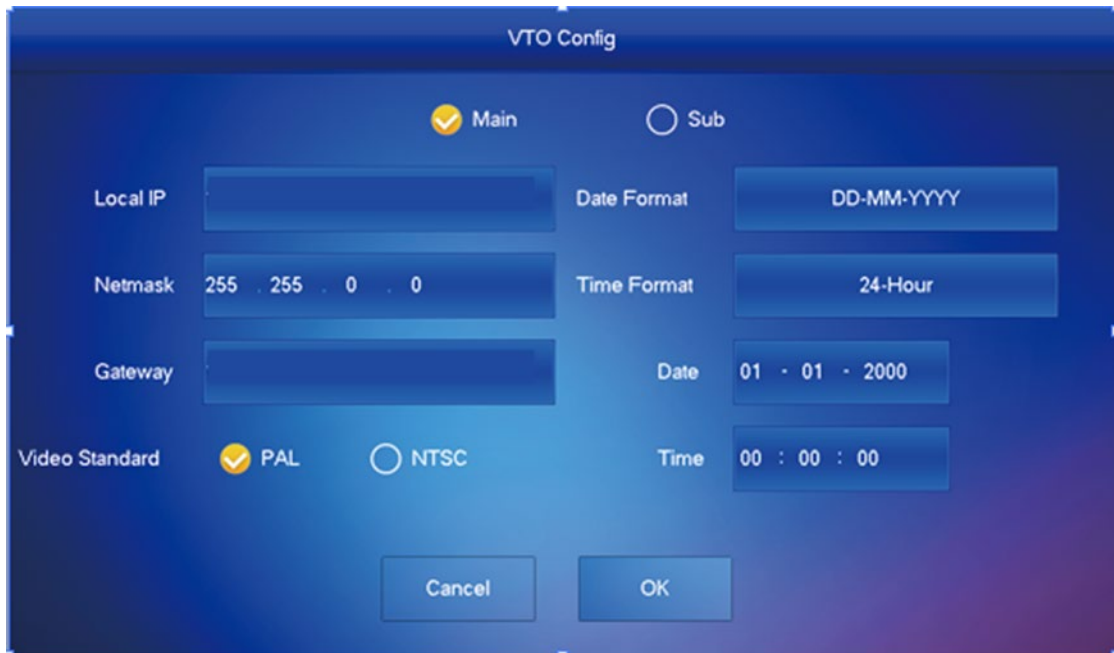 VTO Config
Main Sub
Local IP Date Format DD-MM-YYYY
Netmask 255 . 255 . 0 . 0 Time Format 24-Hour
Gateway Date 01 - 01 - 2000
Video Standard PAL NTSC Time 00 : 00 : 00
Cancel OK